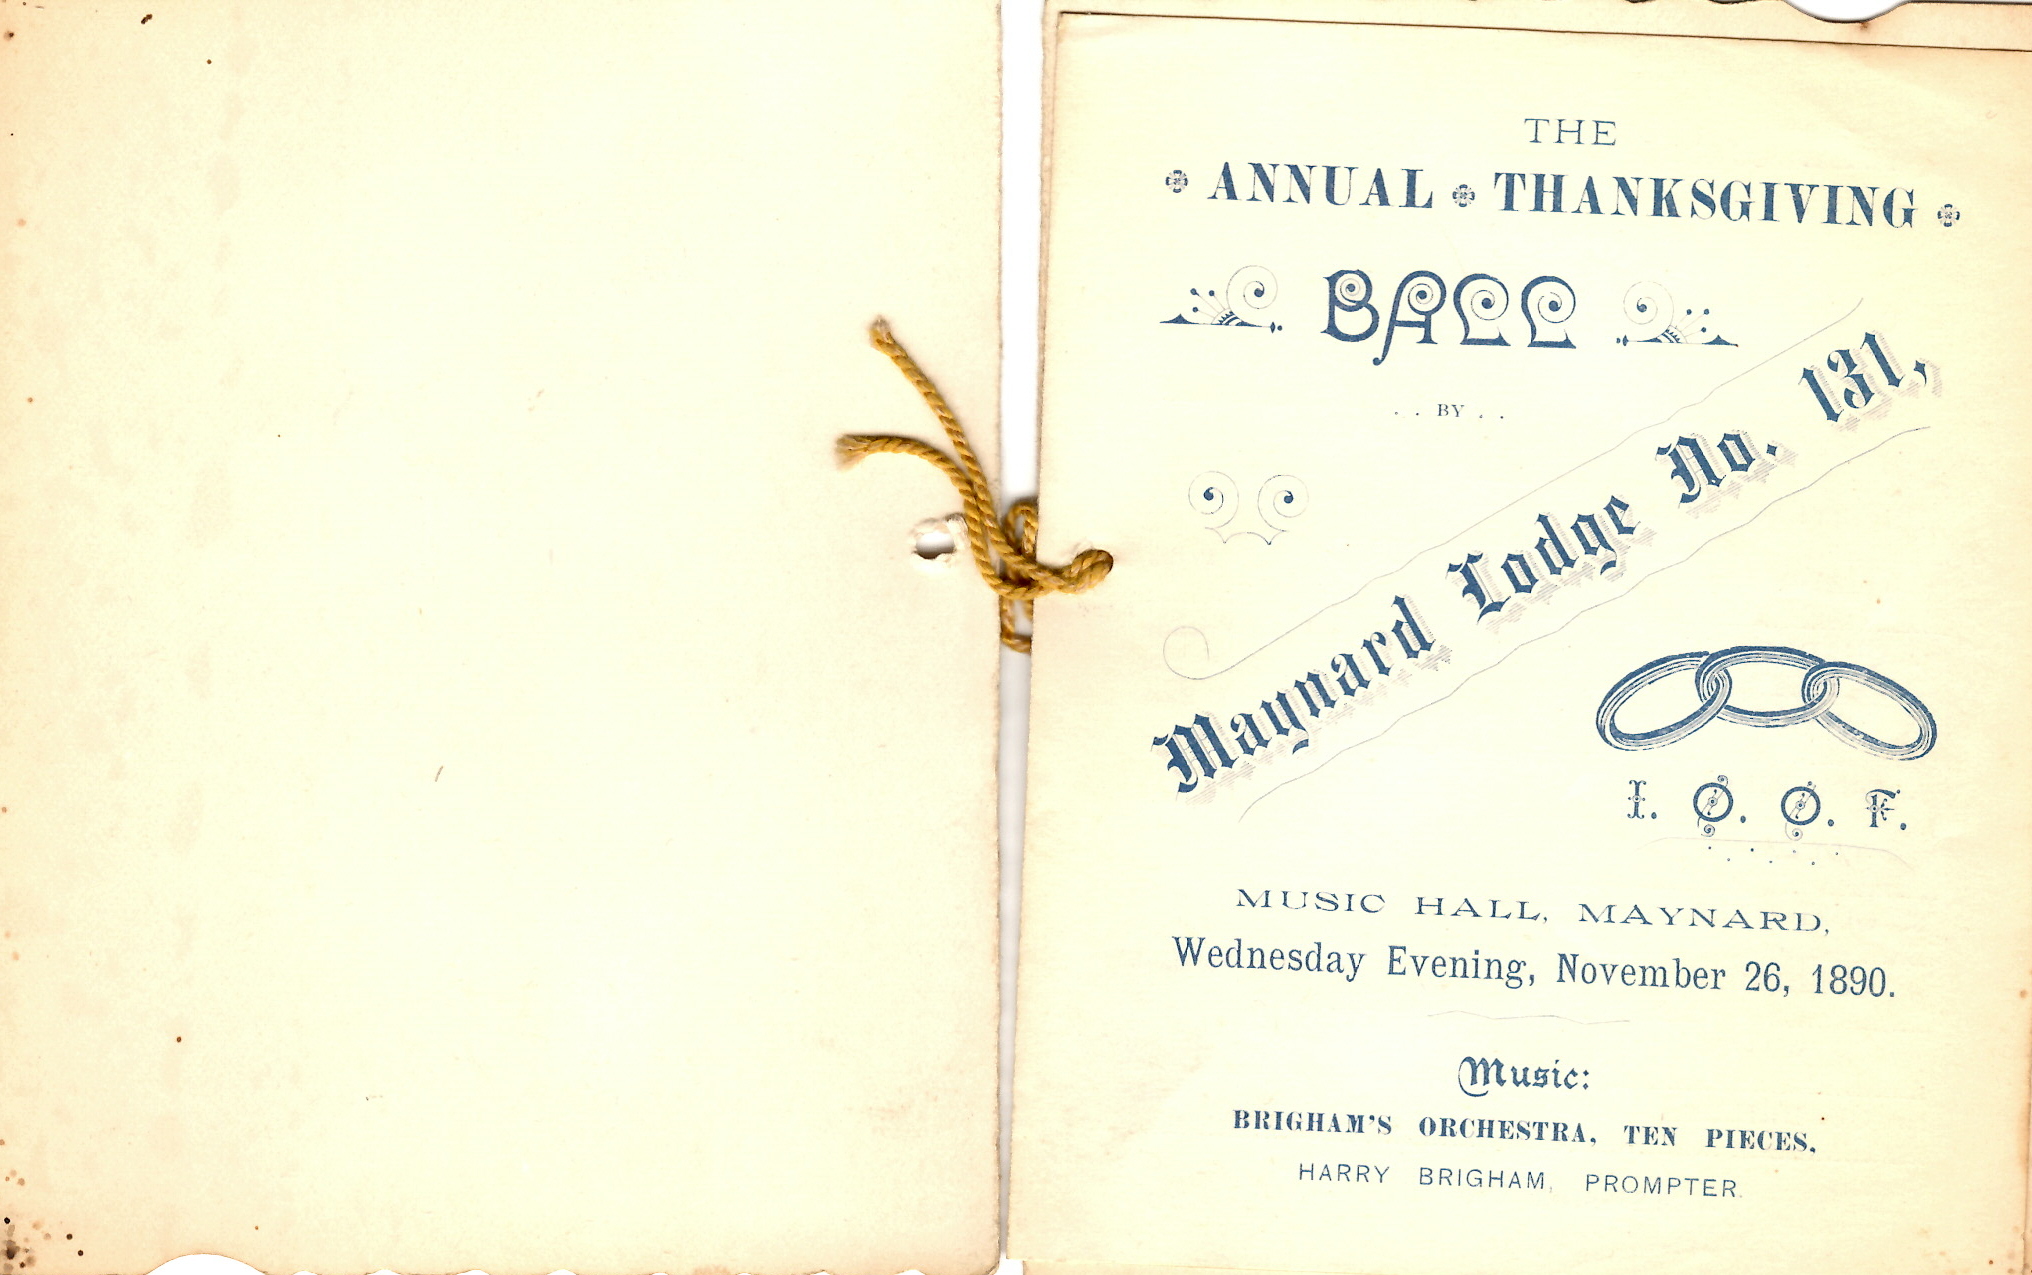 THE
ANNUAL THANKSGIVING
BALL
. . BY . .
Maynard Lodge No. 131,
I. O. O. F.
MUSIC HALL, MAYNARD,
Wednesday Evening, November 26, 1890.
Music:
BRIGHAM'S ORCHESTRA, TEN PIECES,
HARRY BRIGHAM, PROMPTER.